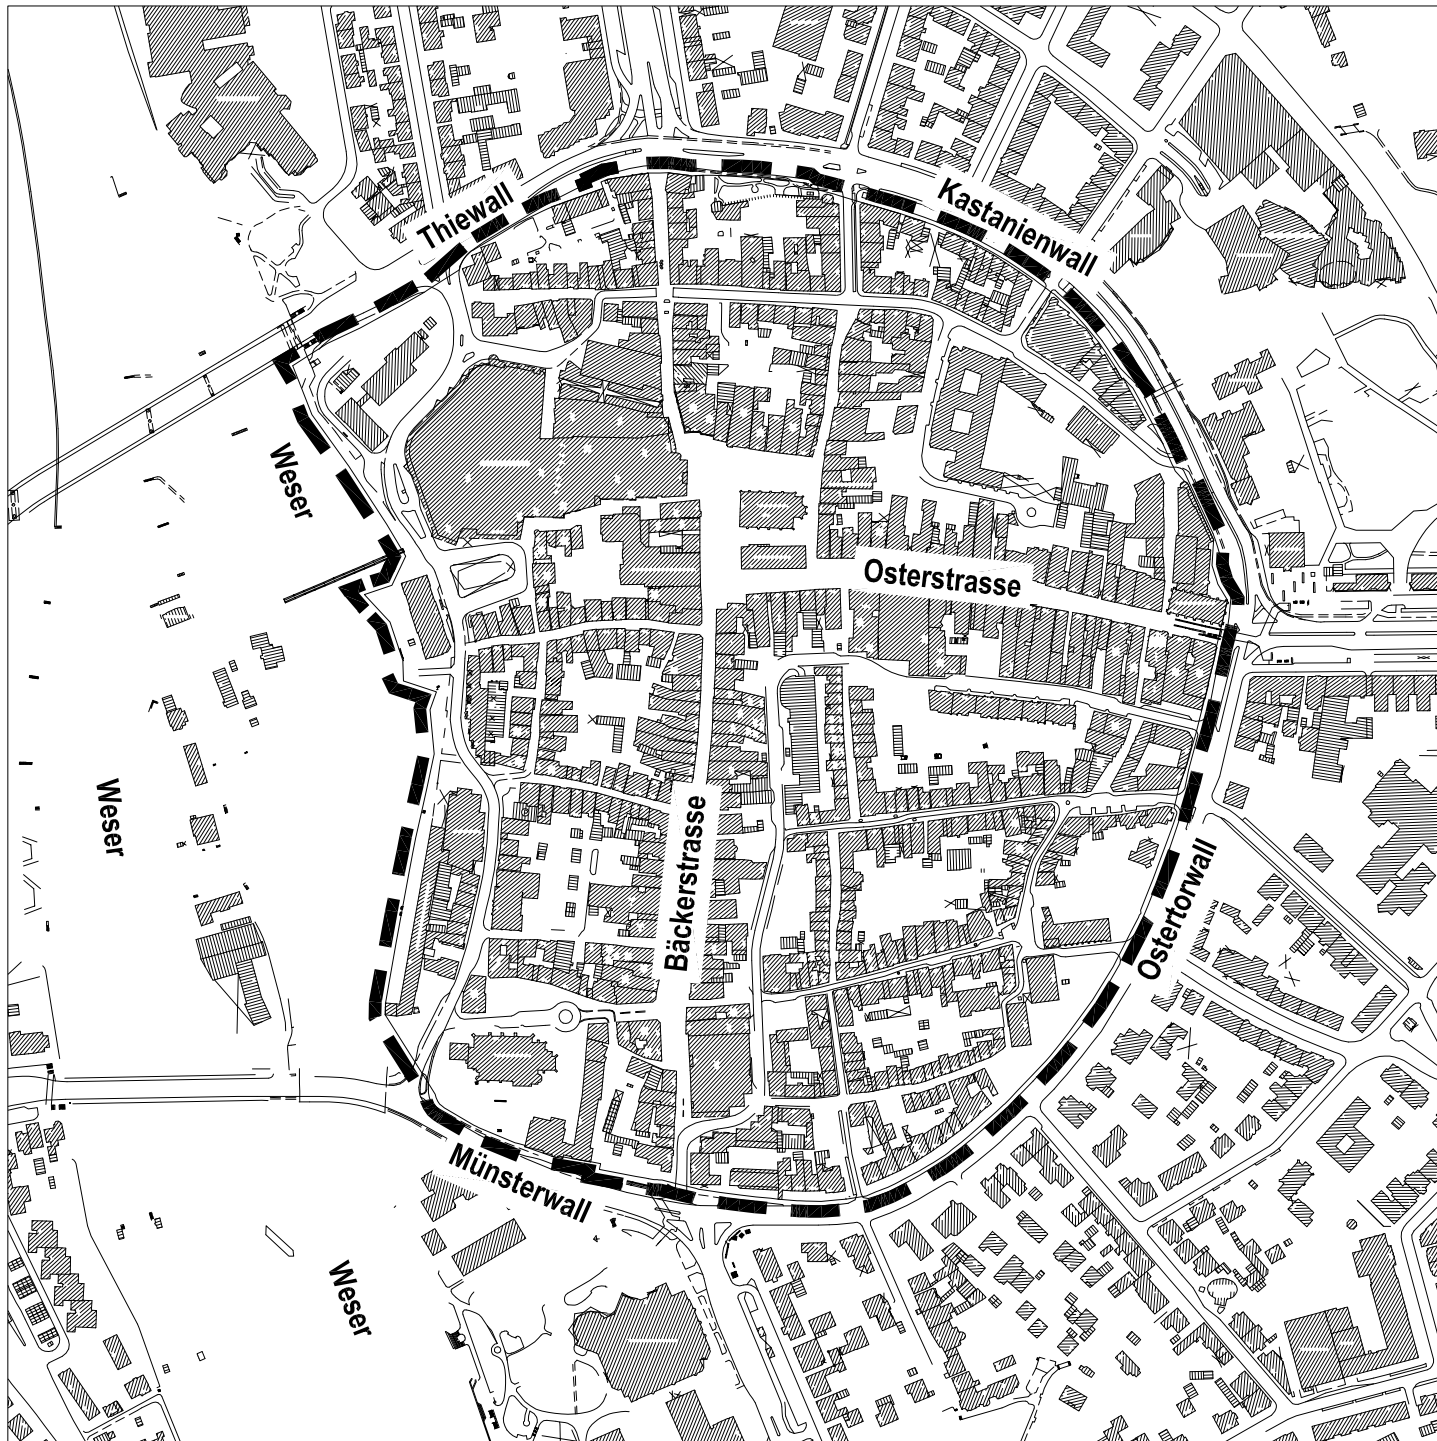 Thiewall
Kastanienwall
Weser
Osterstrasse
Weser
Bäckerstrasse
Ostertorwall
Münsterwall
Weser